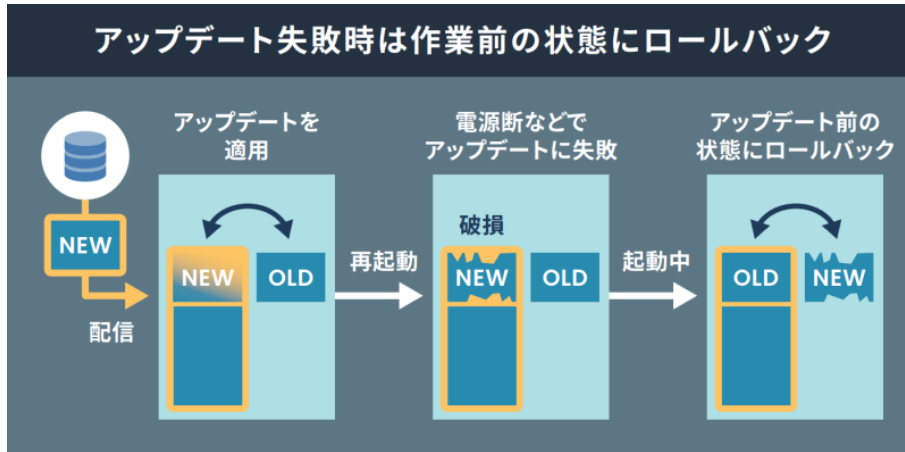 アップデート失敗時は作業前の状態にロールバック
アップデートを
適用
電源断などで
アップデートに失敗
アップデート前の
状態にロールバック
NEW
配信
NEW
OLD
再起動
破損
NEW
OLD
起動中
OLD
NEW